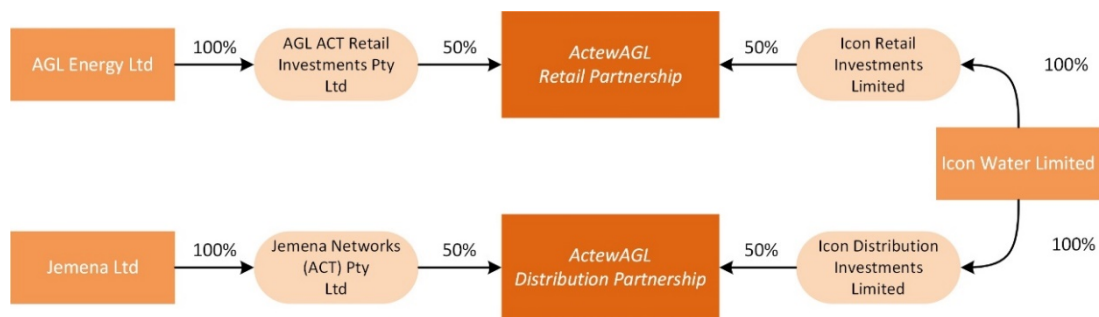 AGL Energy Ltd
100%
AGL ACT Retail
Investments Pty
Ltd
50%
ActewAGL
Retail Partnership
50%
Icon Retail
Investments
Limited
100%
Icon Water Limited
Jemena Ltd
100%
Jemena Networks
(ACT) Pty
Ltd
50%
ActewAGL
Distribution Partnership
50%
Icon Distribution
Investments
Limited
100%